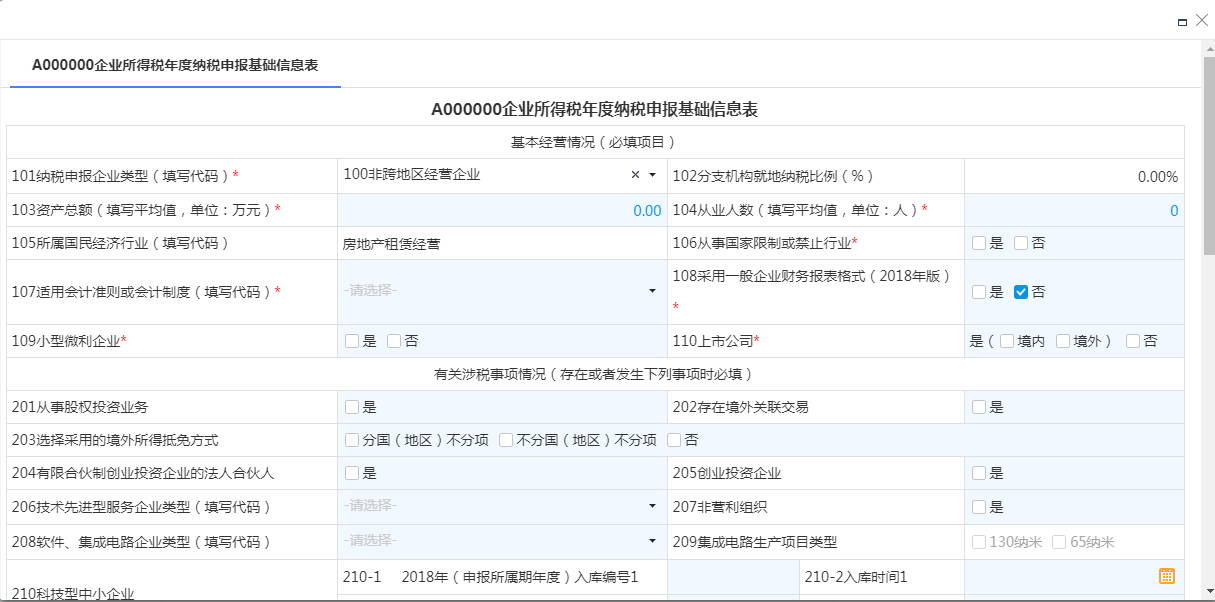 A000000企业所得税年度纳税申报基础信息表
A000000企业所得税年度纳税申报基础信息表
基本经营情况（必填项目）
101纳税申报企业类型（填写代码）* 100非跨地区经营企业 102分支机构就地纳税比例（%） 0.00%
103资产总额（填写平均值，单位：万元）* 0.00 104从业人数（填写平均值，单位：人）* 0
105所属国民经济行业（填写代码） 房地产租赁经营 106从事国家限制或禁止行业* 是 否
107适用会计准则或会计制度（填写代码）* -请选择- 108采用一般企业财务报表格式（2018年版）* 是 否
109小型微利企业* 是 否 110上市公司* 是（境内 境外） 否
有关涉税事项情况（存在或者发生下列事项时必填）
201从事股权投资业务 是 202存在境外关联交易 是
203选择采用的境外所得抵免方式 分国（地区）不分项 不分国（地区）不分项 否
204有限合伙制创业投资企业的法人合伙人 是 205创业投资企业 是
206技术先进型服务企业类型（填写代码） -请选择- 207非营利组织 是
208软件、集成电路企业类型（填写代码） -请选择- 209集成电路生产项目类型 130纳米 65纳米
210科技型中小企业 210-1 2018年（申报所属期年度）入库编号1 210-2入库时间1